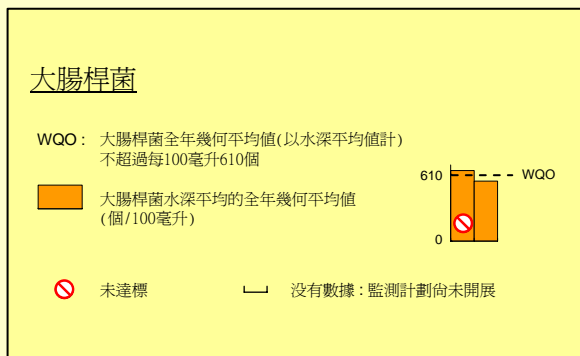 大腸桿菌
WQO : 大腸桿菌全年幾何平均值(以水深平均值計)
不超過每100毫升610個
大腸桿菌水深平均的全年幾何平均值
(個/100毫升)
610 WQO
0
未達標 没有數據 : 監測計劃尚未開展